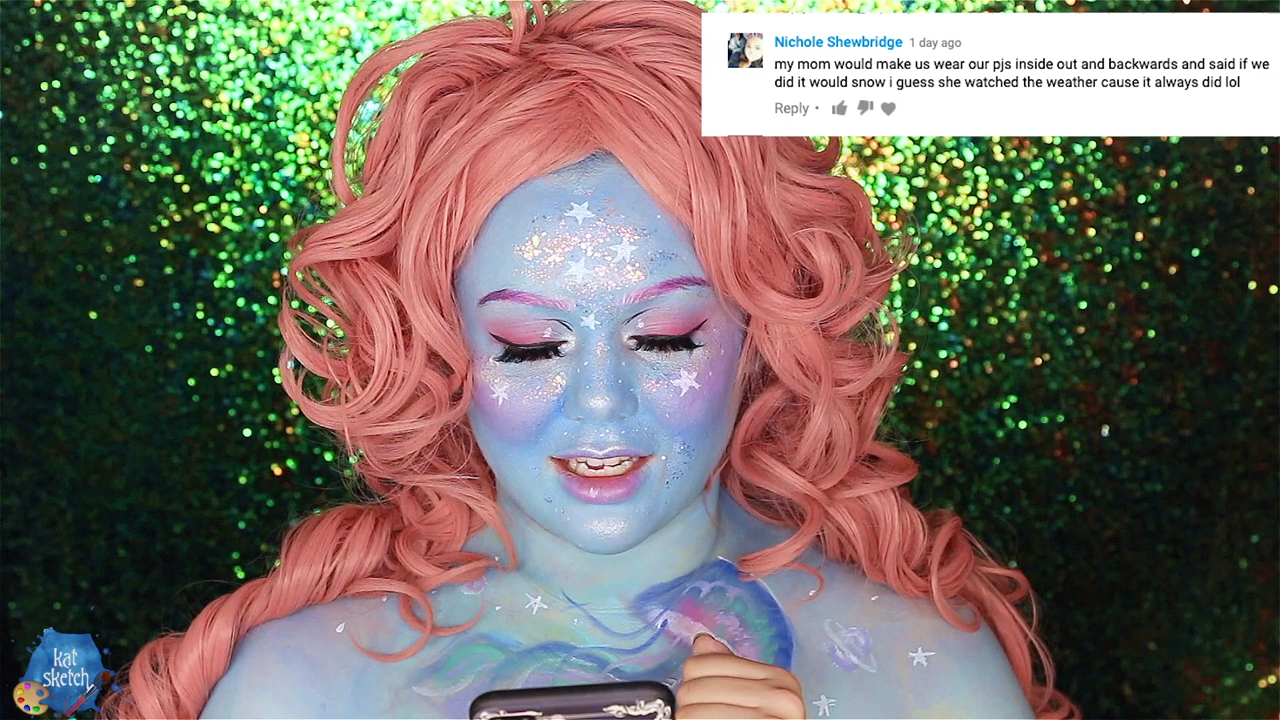 Nichole Shewbridge 1 day ago
my mom would make us wear our pjs inside out and backwards and said if we
did it would snow i guess she watched the weather cause it always did lol
Reply •
kat
sketch